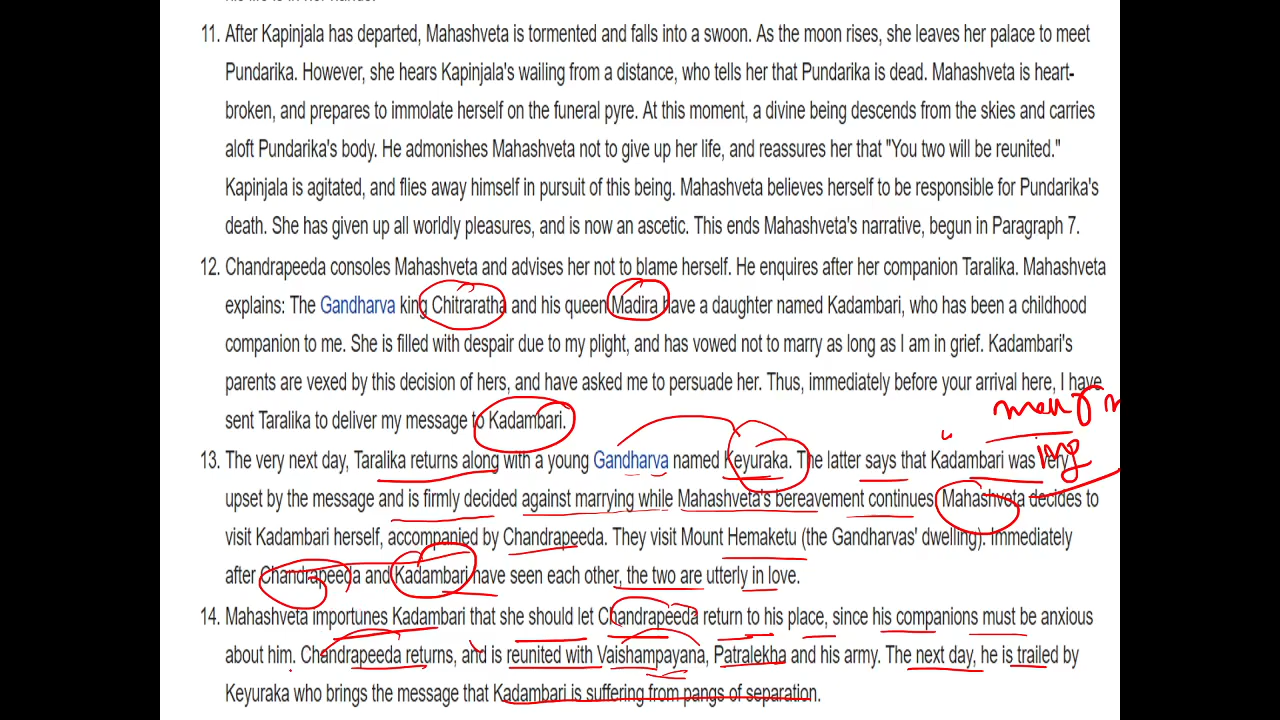 11. After Kapinjala has departed, Mahashveta is tormented and falls into a swoon. As the moon rises, she leaves her palace to meet
Pundarika. However, she hears Kapinjala's wailing from a distance, who tells her that Pundarika is dead. Mahashveta is heart-
broken, and prepares to immolate herself on the funeral pyre. At this moment, a divine being descends from the skies and carries
aloft Pundarika's body. He admonishes Mahashveta not to give up her life, and reassures her that "You two will be reunited."
Kapinjala is agitated, and flies away himself in pursuit of this being. Mahashveta believes herself to be responsible for Pundarika's
death. She has given up all worldly pleasures, and is now an ascetic. This ends Mahashveta's narrative, begun in Paragraph 7.
12. Chandrapeeda consoles Mahashveta and advises her not to blame herself. He enquires after her companion Taralika. Mahashveta
explains: The Gandharva king Chitraratha and his queen Madira have a daughter named Kadambari, who has been a childhood
companion to me. She is filled with despair due to my plight, and has vowed not to marry as long as I am in grief. Kadambari's
parents are vexed by this decision of hers, and have asked me to persuade her. Thus, immediately before your arrival here, I have
sent Taralika to deliver my message to Kadambari.
13. The very next day, Taralika returns along with a young Gandharva named Keyuraka. The latter says that Kadambari was very
upset by the message and is firmly decided against marrying while Mahashveta's bereavement continues. Mahashveta decides to
visit Kadambari herself, accompanied by Chandrapeeda. They visit Mount Hemaketu (the Gandharvas' dwelling). Immediately
after Chandrapeeda and Kadambari have seen each other, the two are utterly in love.
14. Mahashveta importunes Kadambari that she should let Chandrapeeda return to his place, since his companions must be anxious
about him. Chandrapeeda returns, and is reunited with Vaishampayana, Patralekha and his army. The next day, he is trailed by
Keyuraka who brings the message that Kadambari is suffering from pangs of separation.